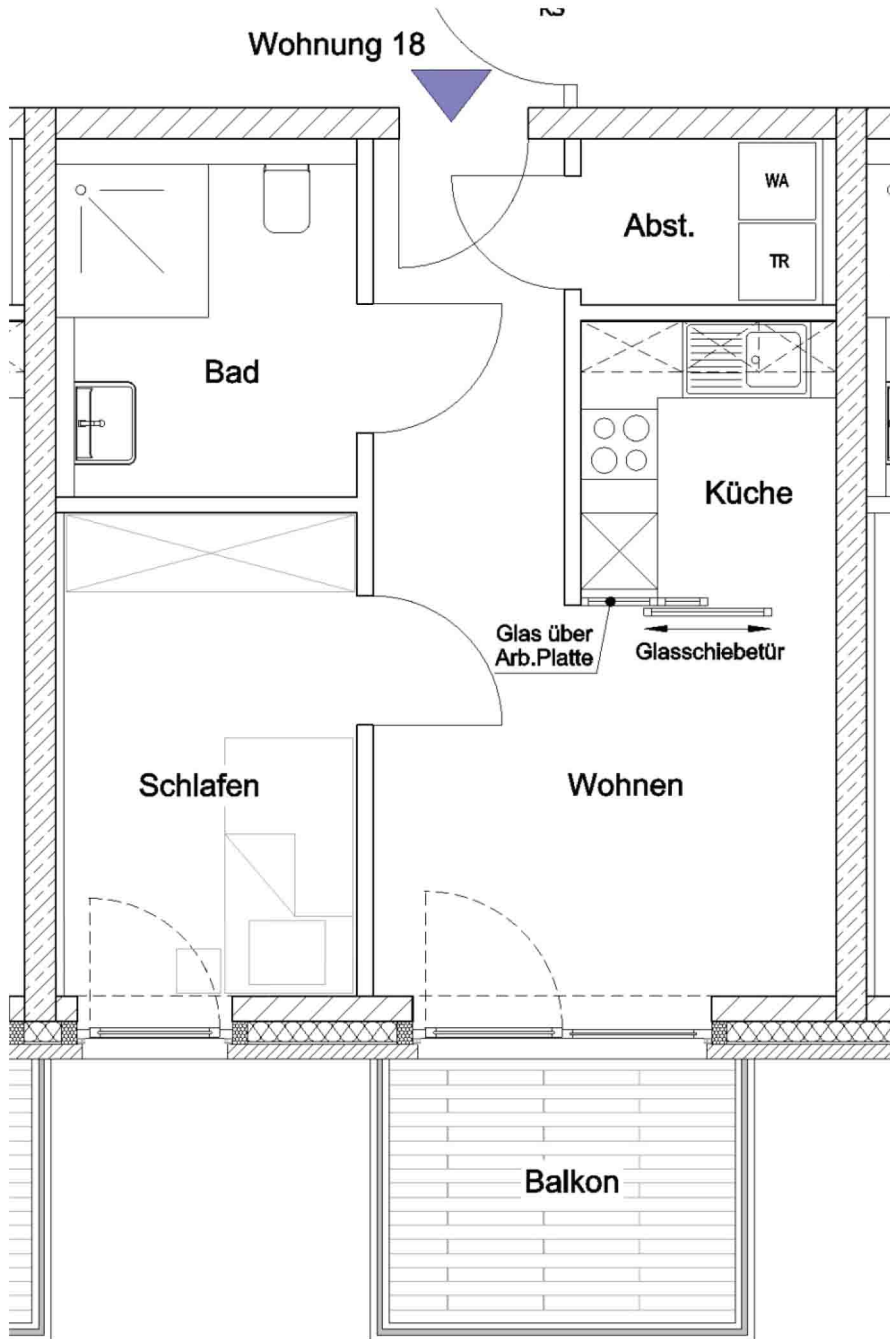 Wohnung 18
WA
Abst.
TR
Bad
Küche
Glas über
Arb.Platte
Glasschiebetür
Schlafen
Wohnen
Balkon